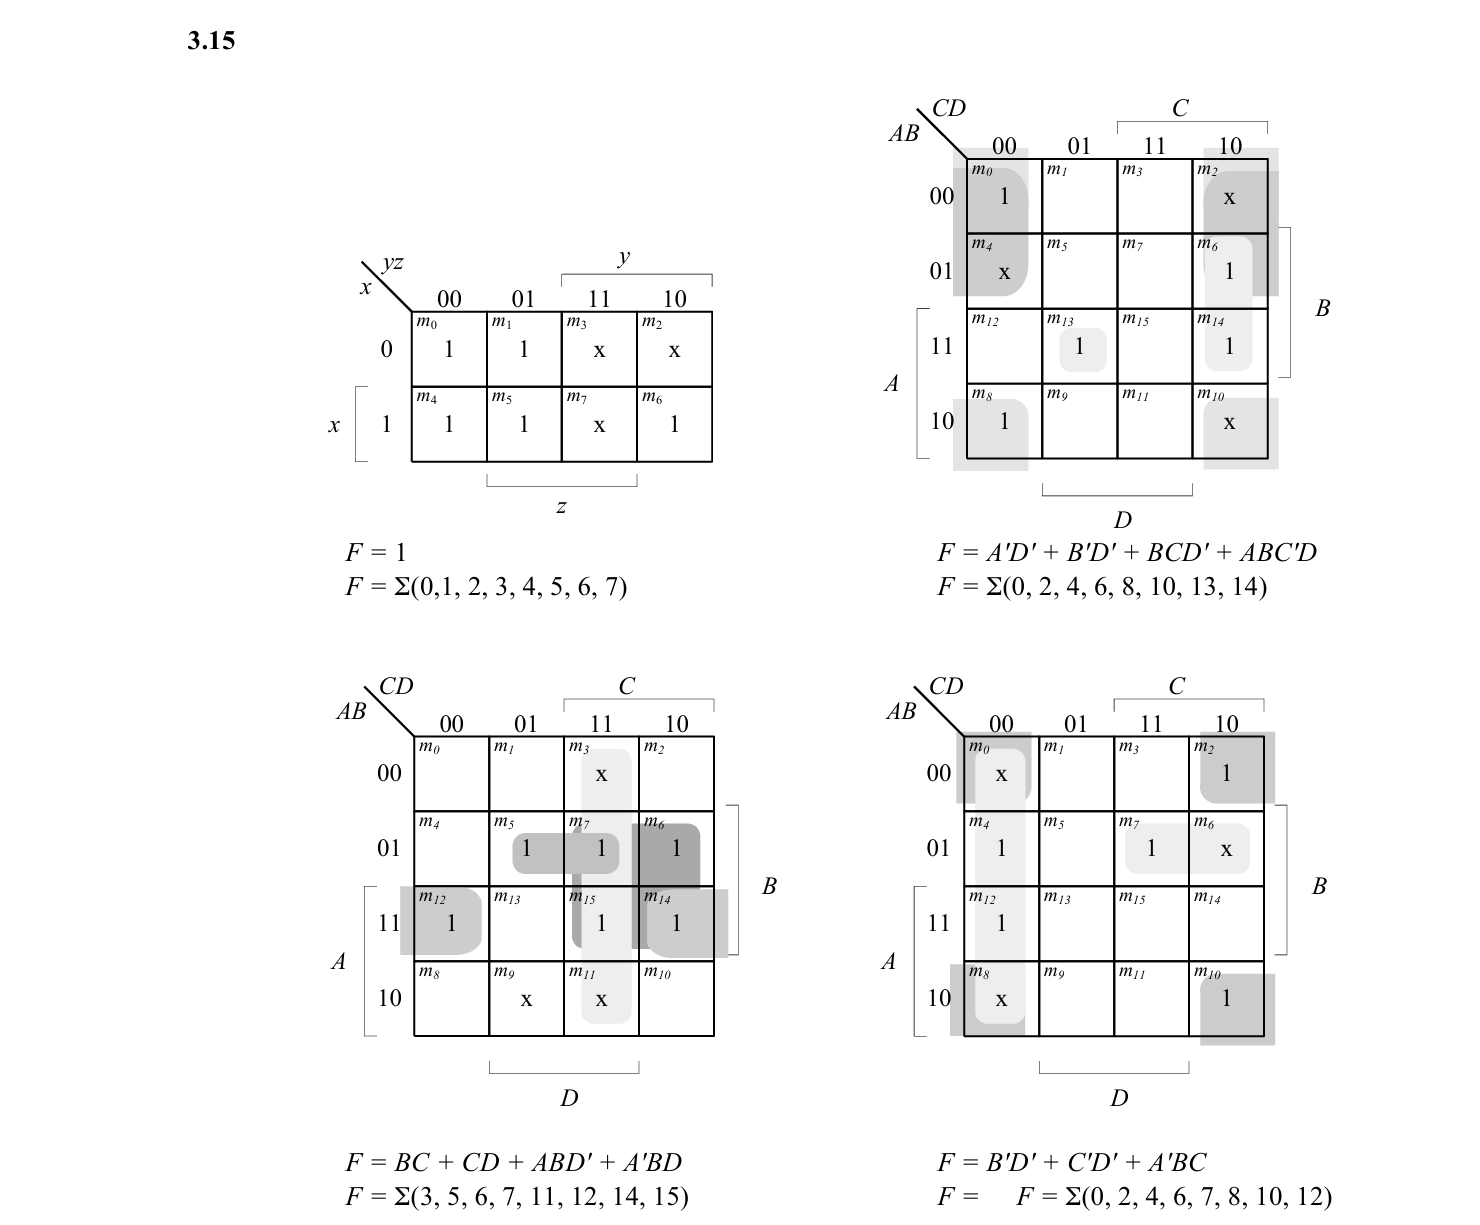 3.15
CD
C
AB
00 01 11 10
m0 m1 m3 m2
00 1 x
m4 m5 m7 m6
01 x 1
B
m12 m13 m15 m14
11 1 1
A
m8 m9 m11 m10
10 1 x
D
F = A′D′ + B′D′ + BCD′ + ABC′D
F = Σ(0, 2, 4, 6, 8, 10, 13, 14)
yz
y
x
00 01 11 10
m0 m1 m3 m2
0 1 1 x x
m4 m5 m7 m6
x 1 1 1 x 1
z
F = 1
F = Σ(0,1, 2, 3, 4, 5, 6, 7)
CD
C
AB
00 01 11 10
m0 m1 m3 m2
00 x
m4 m5 m7 m6
01 1 1 1
B
m12 m13 m15 m14
11 1 1 1
A
m8 m9 m11 m10
10 x x
D
F = BC + CD + ABD′ + A′BD
F = Σ(3, 5, 6, 7, 11, 12, 14, 15)
CD
C
AB
00 01 11 10
m0 m1 m3 m2
00 x 1
m4 m5 m7 m6
01 1 1 x
B
m12 m13 m15 m14
11 1
A
m8 m9 m11 m10
10 x 1
D
F = B′D′ + C′D′ + A′BC
F = F = Σ(0, 2, 4, 6, 7, 8, 10, 12)